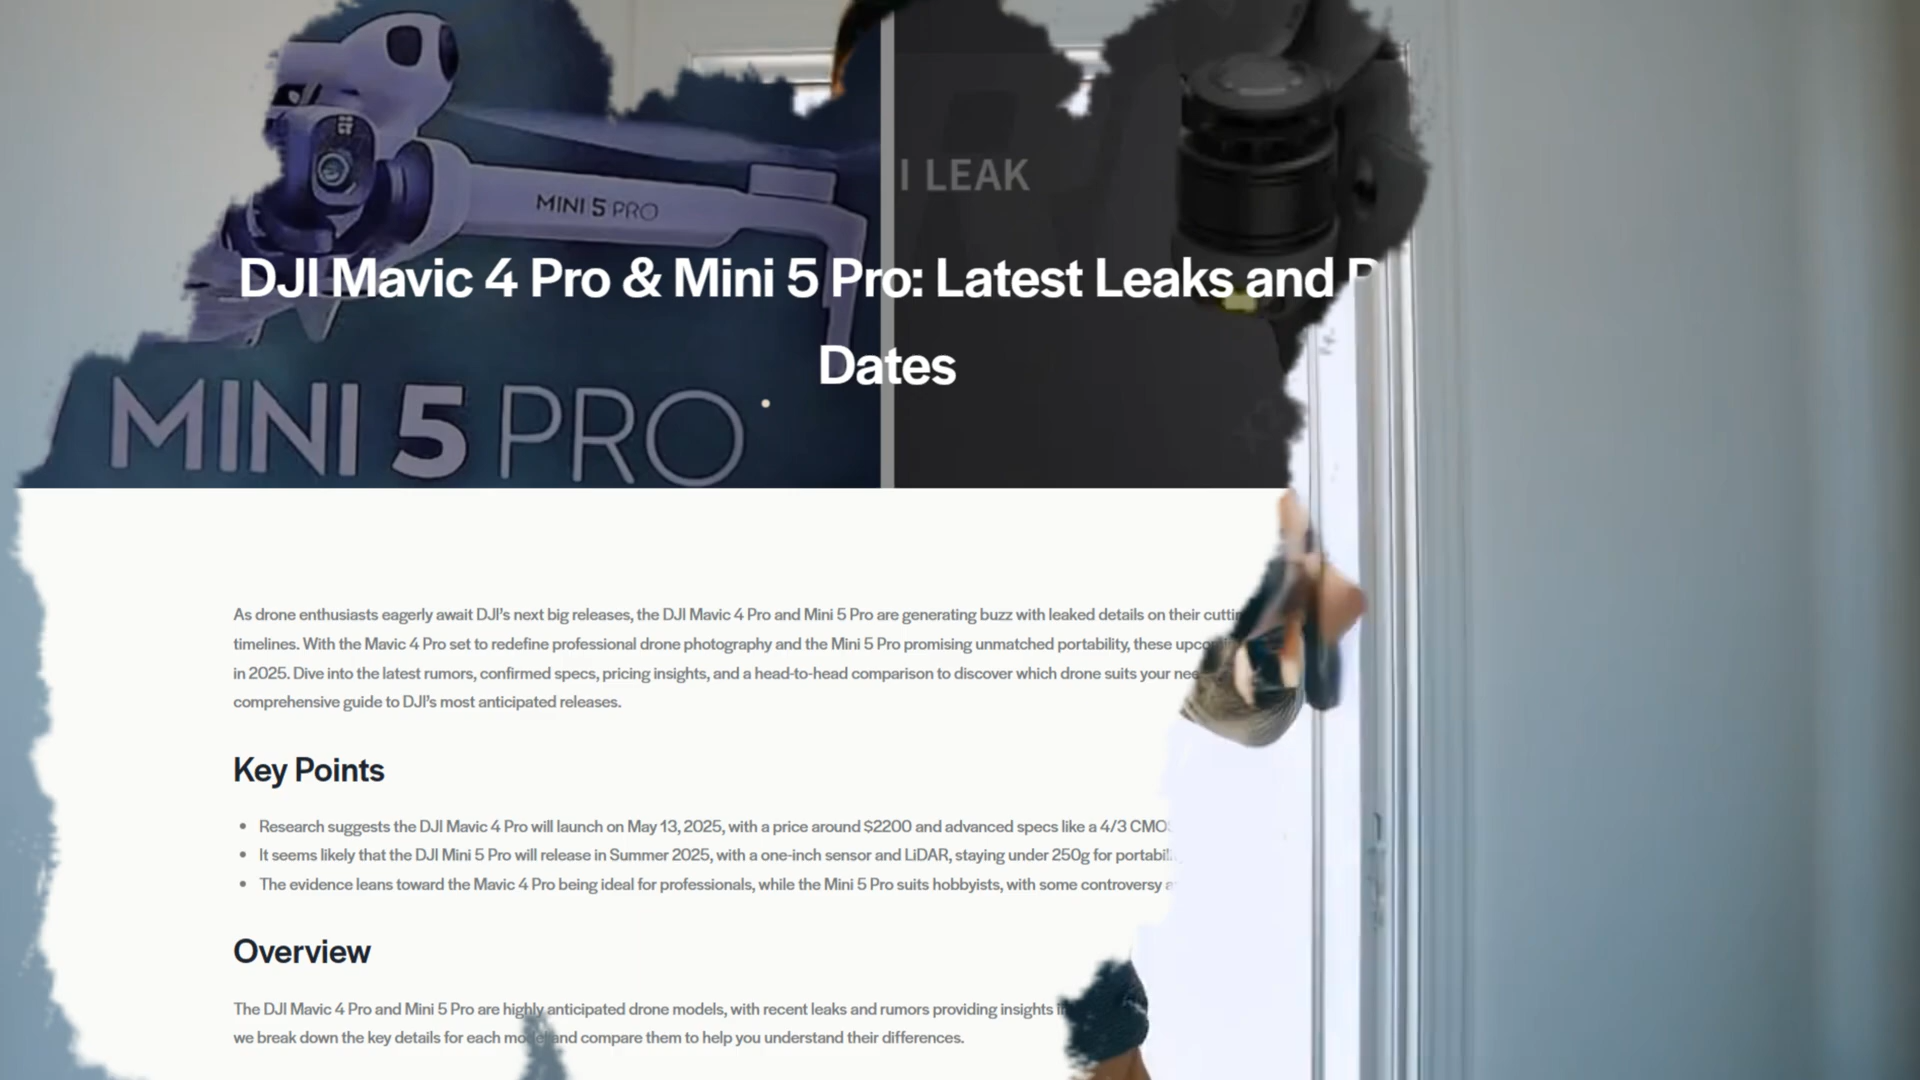 MINI 5 PRO
I LEAK
DJI Mavic 4 Pro & Mini 5 Pro: Latest Leaks and
Dates
MINI 5 PRO
As drone enthusiasts eagerly await DJI's next big releases, the DJI Mavic 4 Pro and Mini 5 Pro are generating buzz with leaked details on their
timelines. With the Mavic 4 Pro set to redefine professional drone photography and the Mini 5 Pro promising unmatched portability, these
in 2025. Dive into the latest rumors, confirmed specs, pricing insights, and a head-to-head comparison to discover which drone suits your
comprehensive guide to DJI's most anticipated releases.
Key Points
• Research suggests the DJI Mavic 4 Pro will launch on May 13, 2025, with a price around $2200 and advanced specs like a 4/3 CMOS
• It seems likely that the DJI Mini 5 Pro will release in Summer 2025, with a one-inch sensor and LiDAR, staying under 250g for
• The evidence leans toward the Mavic 4 Pro being ideal for professionals, while the Mini 5 Pro suits hobbyists, with some controversy
Overview
The DJI Mavic 4 Pro and Mini 5 Pro are highly anticipated drone models, with recent leaks and rumors providing insights
we break down the key details for each model and compare them to help you understand their differences.